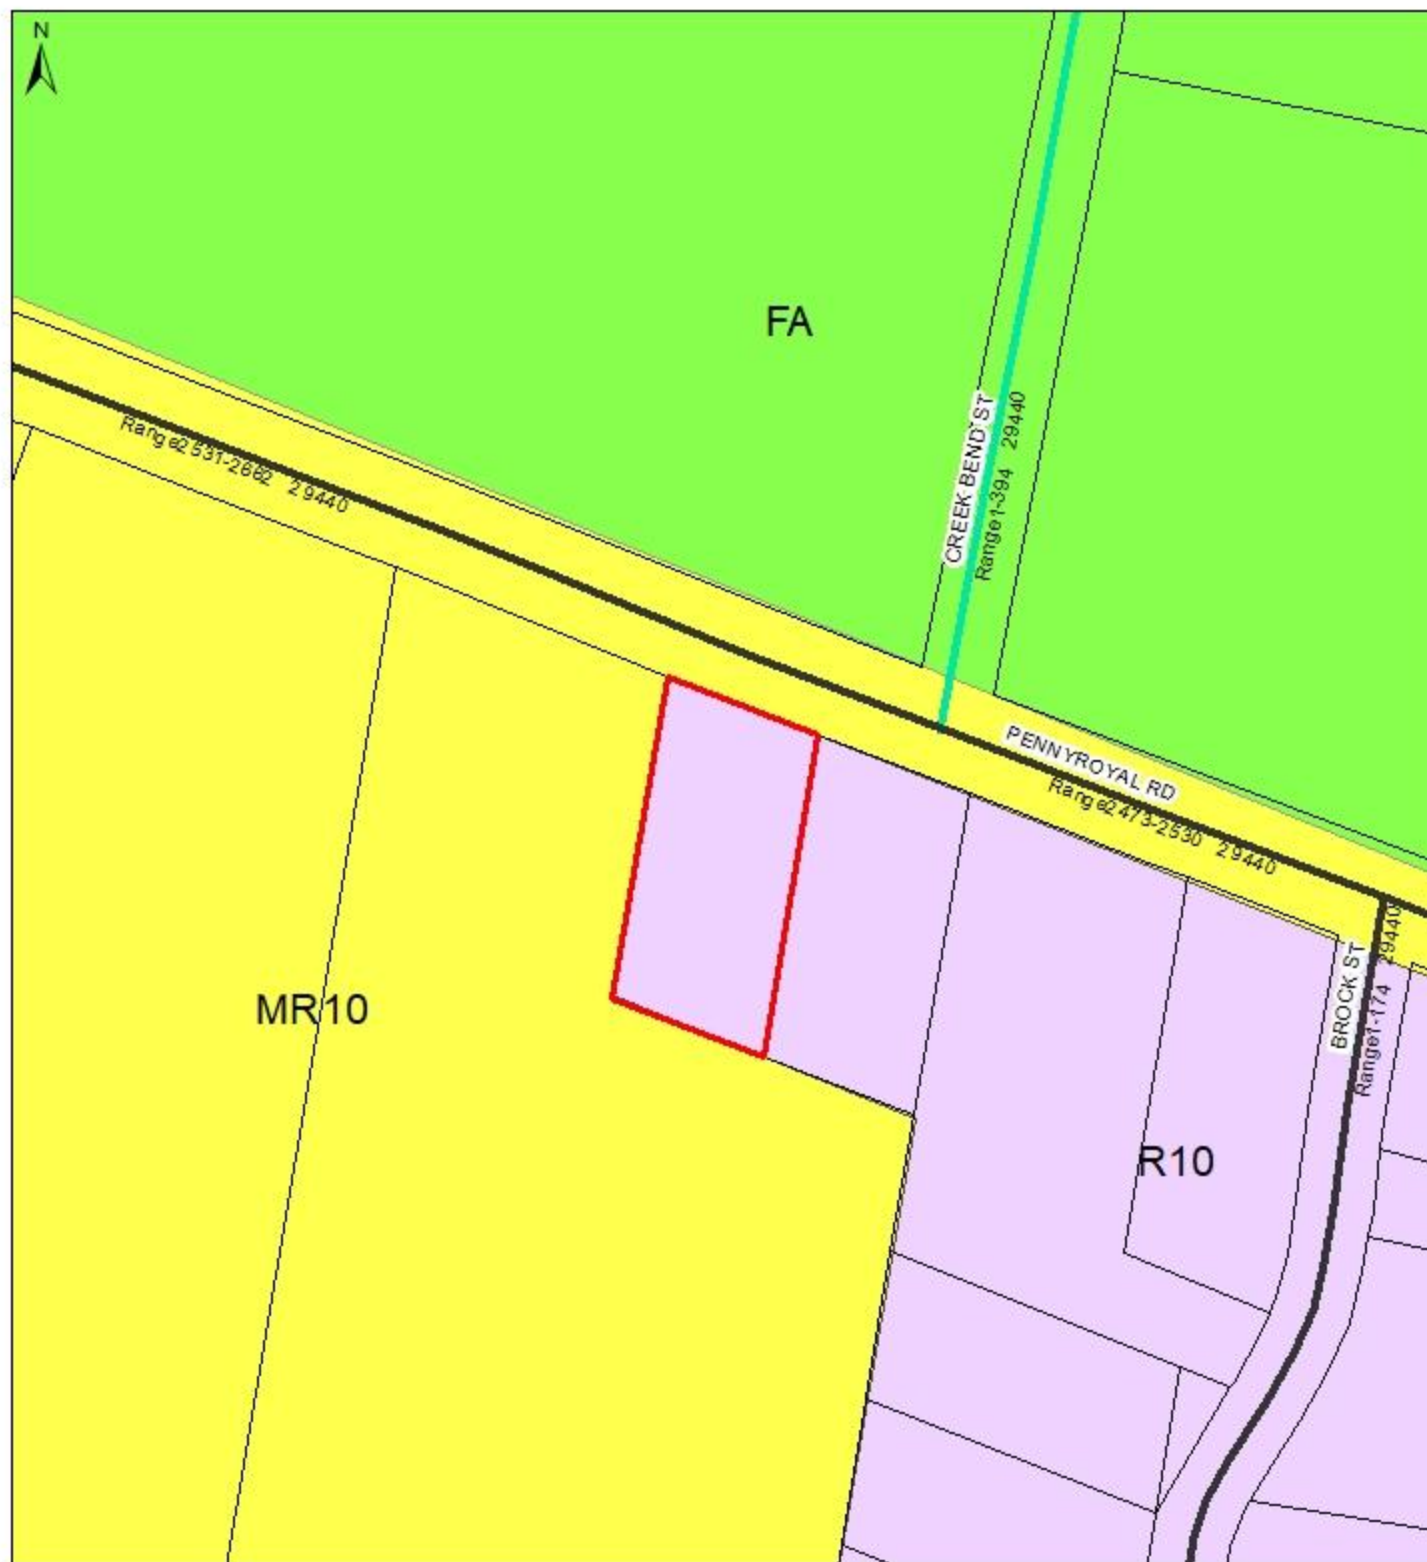 N
FA
CREEK BEND ST
Range1-394 29440
Range2531-2662 29440
PENNYROYAL RD
Range2473-2530 29440
BROCK ST
Range1-174 29440
MR10
R10